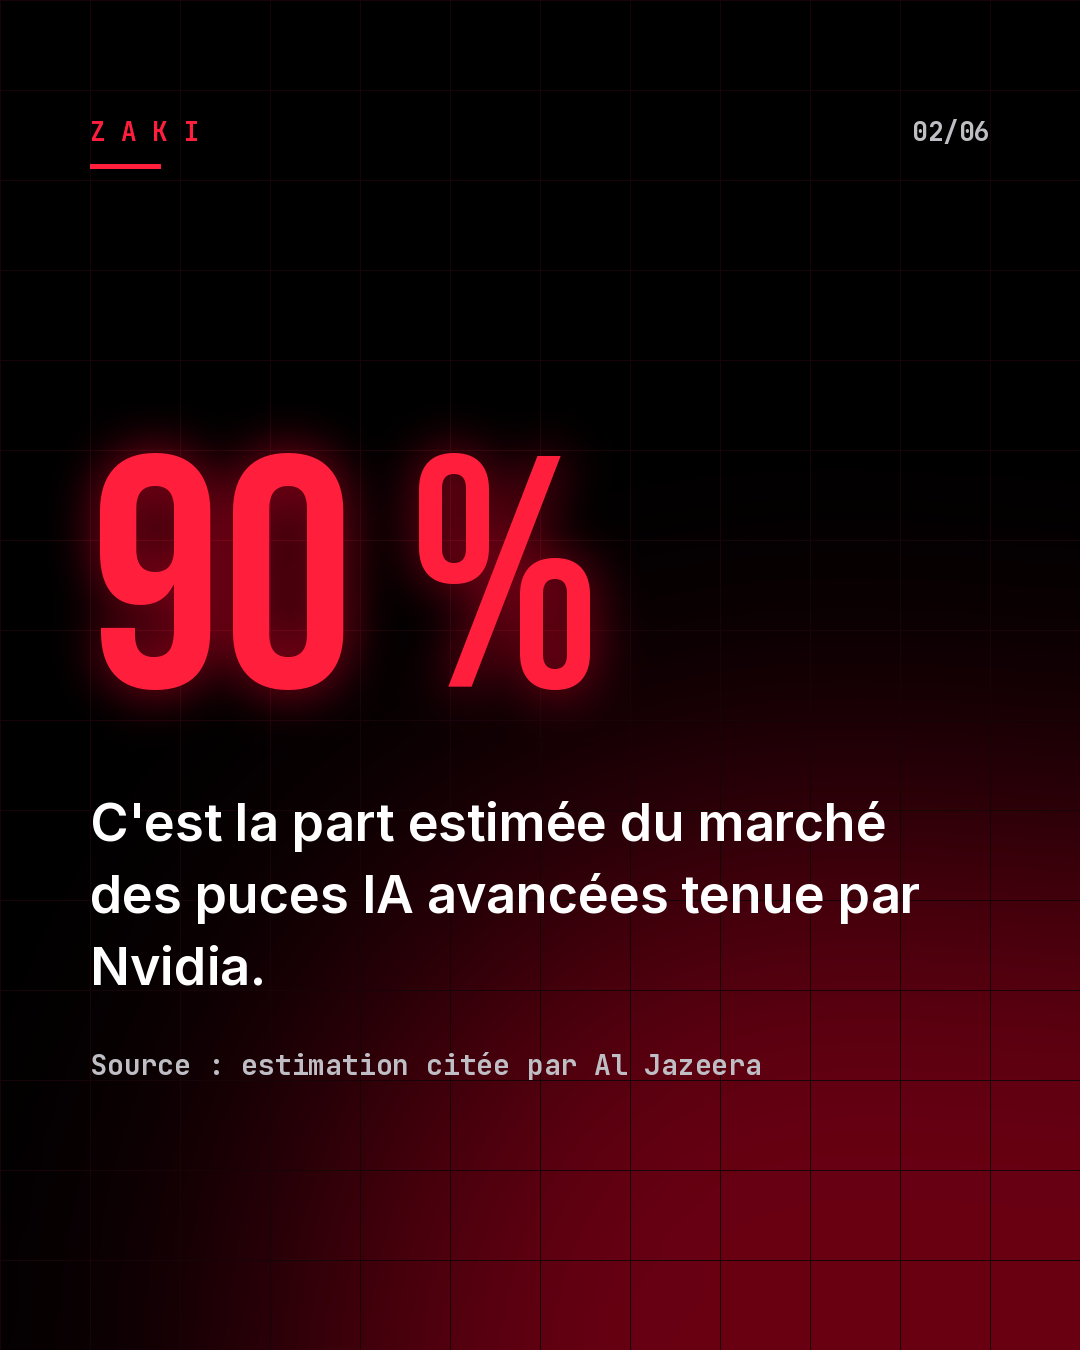 Z A K I
02/06
90 %
C'est la part estimée du marché
des puces IA avancées tenue par
Nvidia.
Source : estimation citée par Al Jazeera